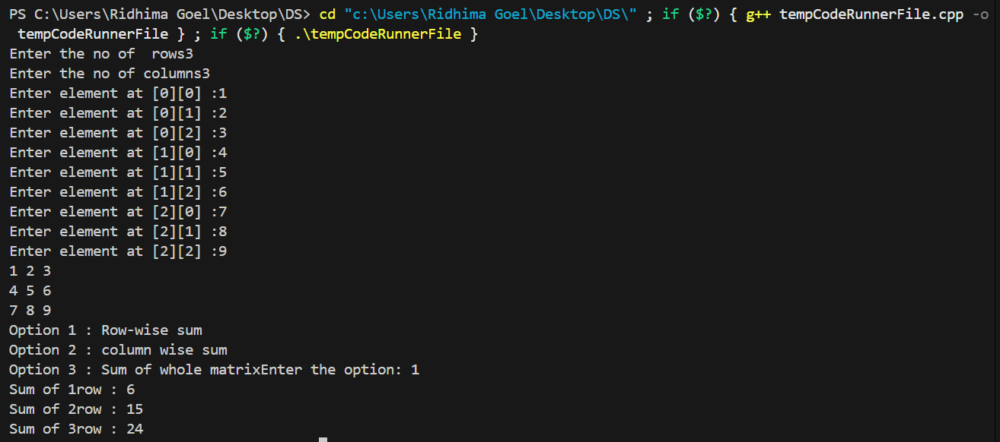 PS C:\Users\Ridhima Goel\Desktop\DS> cd "c:\Users\Ridhima Goel\Desktop\DS\" ; if ($?) { g++ tempCodeRunnerFile.cpp -o
 tempCodeRunnerFile } ; if ($?) { .\tempCodeRunnerFile }
Enter the no of  rows3
Enter the no of columns3
Enter element at [0][0] :1
Enter element at [0][1] :2
Enter element at [0][2] :3
Enter element at [1][0] :4
Enter element at [1][1] :5
Enter element at [1][2] :6
Enter element at [2][0] :7
Enter element at [2][1] :8
Enter element at [2][2] :9
1 2 3
4 5 6
7 8 9
Option 1 : Row-wise sum
Option 2 : column wise sum
Option 3 : Sum of whole matrixEnter the option: 1
Sum of 1row : 6
Sum of 2row : 15
Sum of 3row : 24